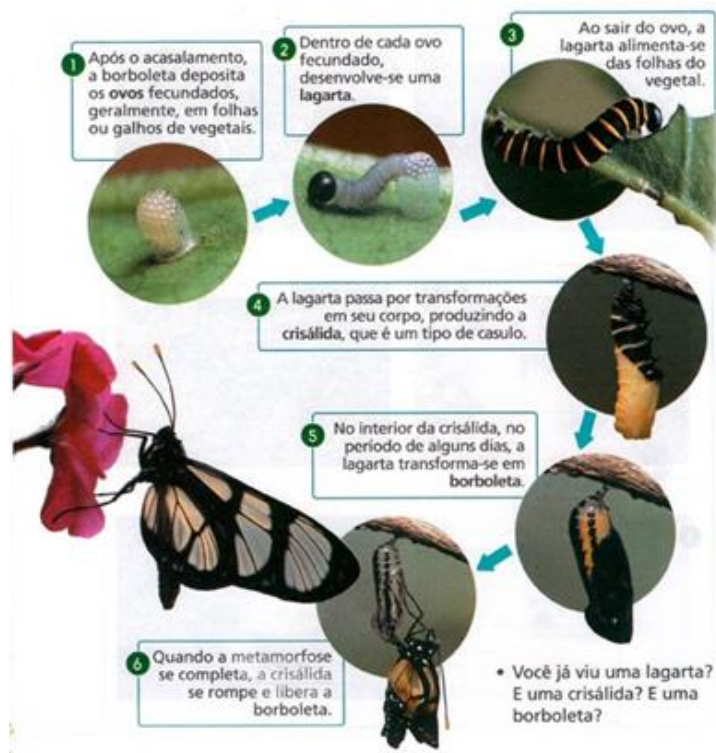 1
Após o acasalamento,
a borboleta deposita
os ovos fecundados,
geralmente, em folhas
ou galhos de vegetais.
2
Dentro de cada ovo
fecundado,
desenvolve-se uma
lagarta.
3
Ao sair do ovo, a
lagarta alimenta-se
das folhas do
vegetal.
4
A lagarta passa por transformações
em seu corpo, produzindo a
crisálida, que é um tipo de casulo.
5
No interior da crisálida, no
período de alguns dias, a
lagarta transforma-se em
borboleta.
6
Quando a metamorfose
se completa, a crisálida
se rompe e libera a
borboleta.
• Você já viu uma lagarta?
E uma crisálida? E uma
borboleta?